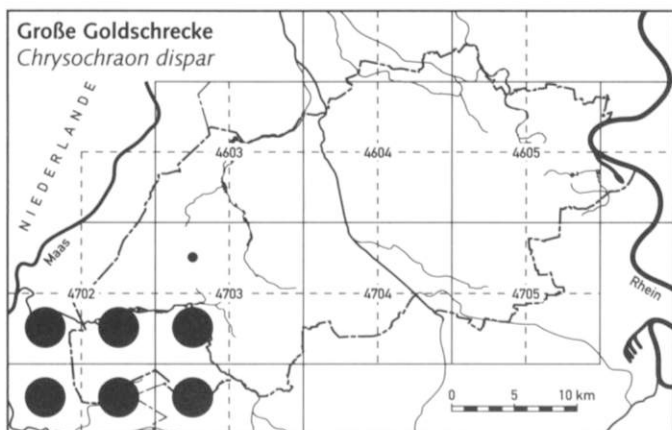 Große Goldschrecke
Chrysochraon dispar
NIEDERLANDE
Maas
4603
4604
4605
4702
4703
4704
4705
Rhein
0 5 10 km